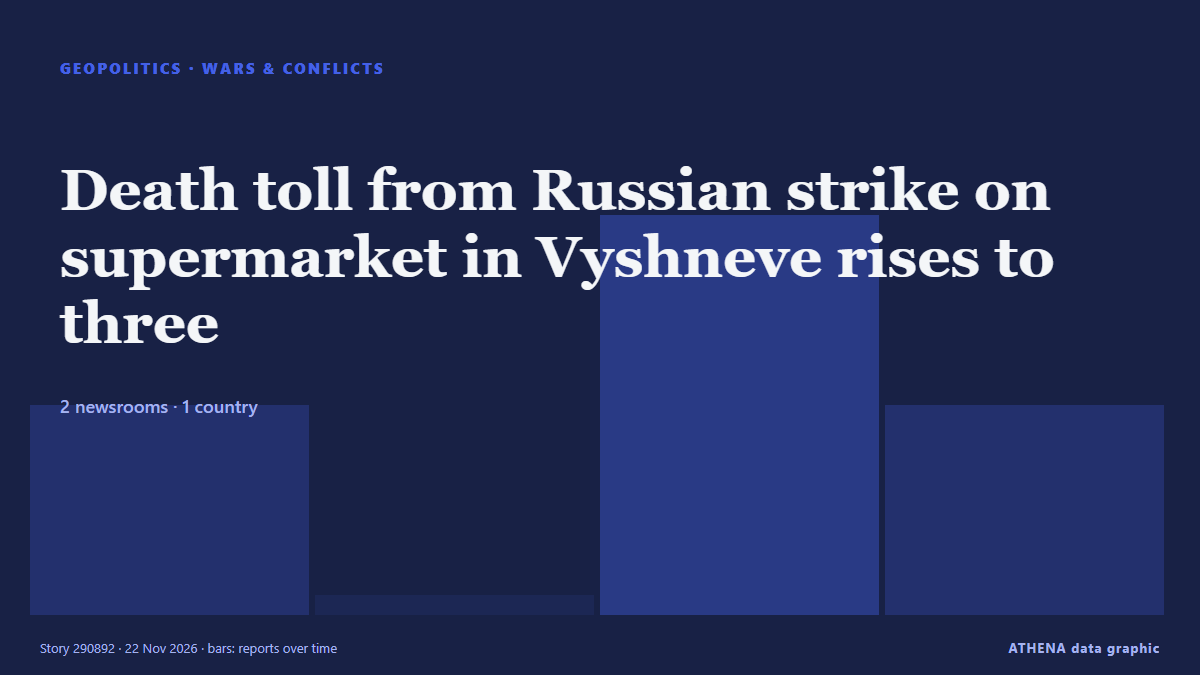 GEOPOLITICS · WARS & CONFLICTS
Death toll from Russian strike on
supermarket in Vyshneve rises to
three
2 newsrooms · 1 country
Story 290892 · 22 Nov 2026 · bars: reports over time
ATHENA data graphic